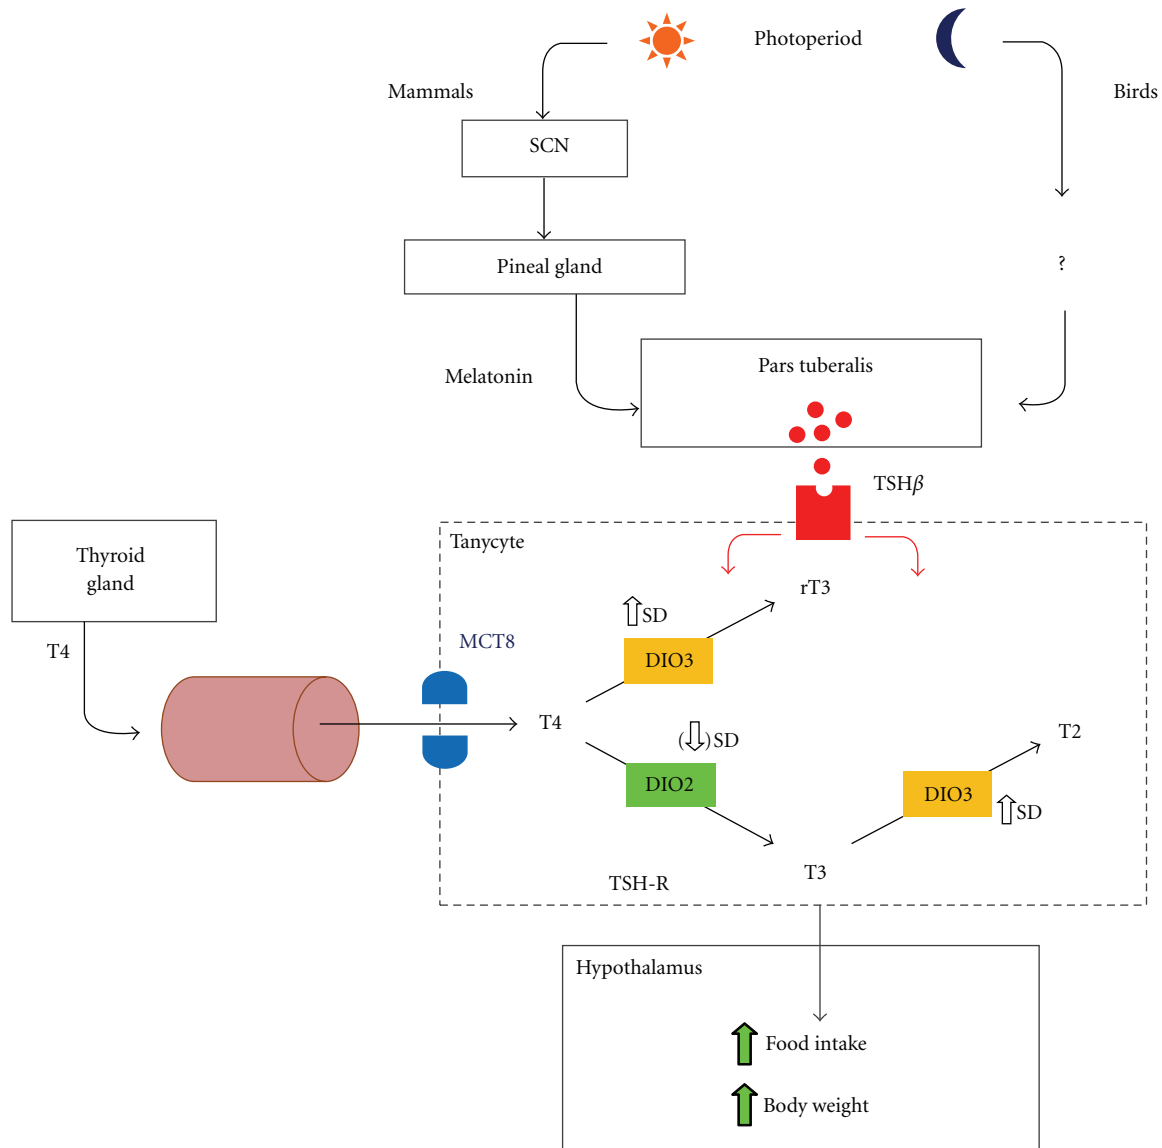 Photoperiod
Mammals
Birds
SCN
Pineal gland
?
Melatonin
Pars tuberalis
TSHβ
Thyroid
gland
T4
Tanycyte
MCT8
rT3
SD
DIO3
T4
( )SD
DIO2
T2
DIO3
SD
T3
TSH-R
Hypothalamus
Food intake
Body weight